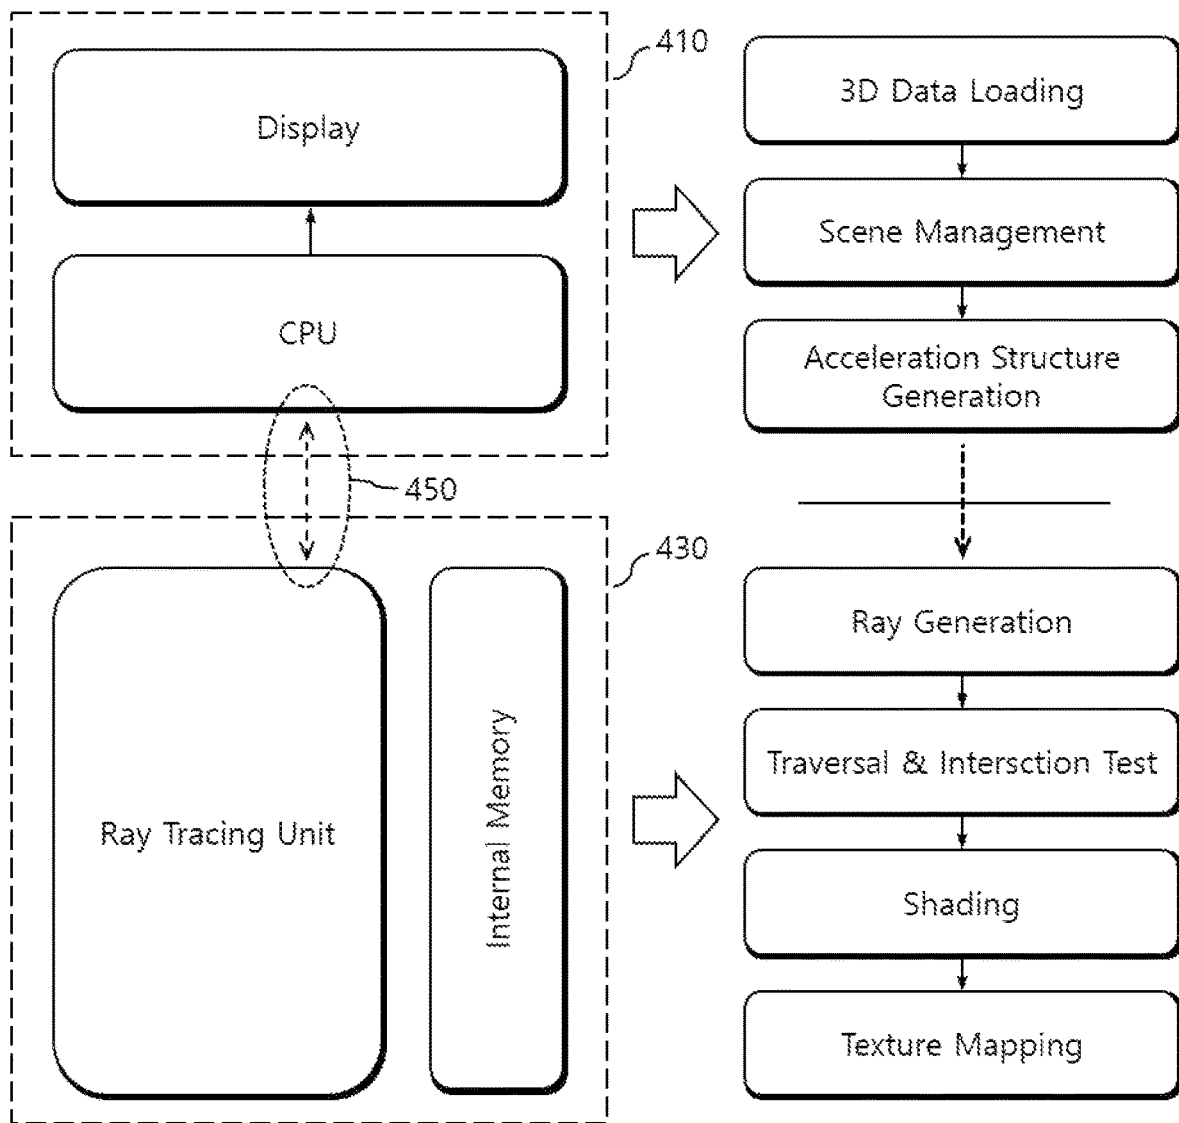 410
Display
CPU
450
430
Ray Tracing Unit
Internal Memory
3D Data Loading
Scene Management
Acceleration Structure
Generation
Ray Generation
Traversal & Intersction Test
Shading
Texture Mapping